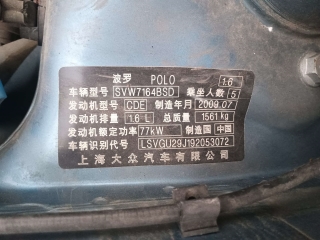 波罗 POLO 1.6
车辆型号 SVW7164BSD 乘坐人数 5
发动机型号 CDE 制造年月 2009.07
发动机排量 1.6 L 总质量 1561 kg
发动机额定功率 77kW 制造国 中国
车辆识别代号 LSVGU29J192053072
上海大众汽车有限公司